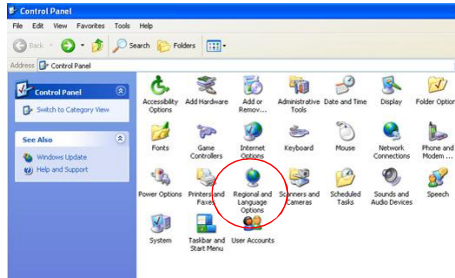 Control Panel
File Edit View Favorites Tools Help
Back Search Folders
Address Control Panel
Control Panel
Switch to Category View
See Also
Windows Update
Help and Support
Accessibility Options
Add Hardware
Add or Remov...
Administrative Tools
Date and Time
Display
Folder Option
Fonts
Game Controllers
Internet Options
Keyboard
Mouse
Network Connections
Phone and Modem ...
Power Options
Printers and Faxes
Regional and Language Options
Scanners and Cameras
Scheduled Tasks
Sounds and Audio Devices
Speech
System
Taskbar and Start Menu
User Accounts